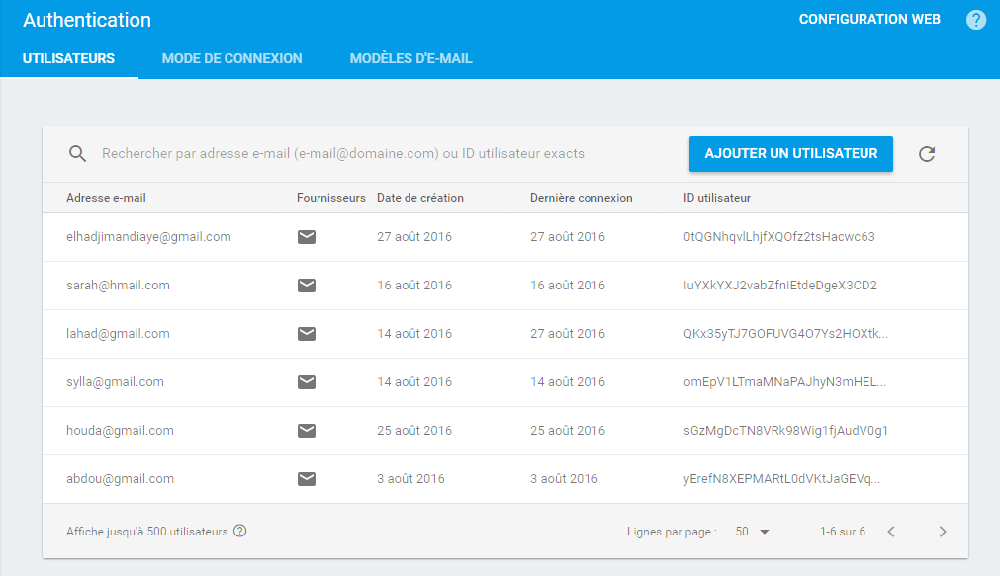 Authentication
CONFIGURATION WEB
?
UTILISATEURS MODE DE CONNEXION MODÈLES D'E-MAIL
Rechercher par adresse e-mail (e-mail@domaine.com) ou ID utilisateur exacts
AJOUTER UN UTILISATEUR
Adresse e-mail Fournisseurs Date de création Dernière connexion ID utilisateur
elhadjimandiaye@gmail.com 27 août 2016 27 août 2016 0tQGNhqvlLhjfXQOfz2tsHacwc63
sarah@hmail.com 16 août 2016 16 août 2016 IuYXkYXJ2vabZfnIEtdeDgeX3CD2
lahad@gmail.com 14 août 2016 27 août 2016 QKx35yTJ7GOFUVG4O7Ys2HOXtk...
sylla@gmail.com 14 août 2016 14 août 2016 omEpV1LTmaMNaPAJhyN3mHEL...
houda@gmail.com 25 août 2016 25 août 2016 sGzMgDcTN8VRk98Wig1fjAudV0g1
abdou@gmail.com 3 août 2016 3 août 2016 yErefN8XEPMARtL0dVKtJaGEVq...
Affiche jusqu'à 500 utilisateurs ? Lignes par page : 50 1-6 sur 6